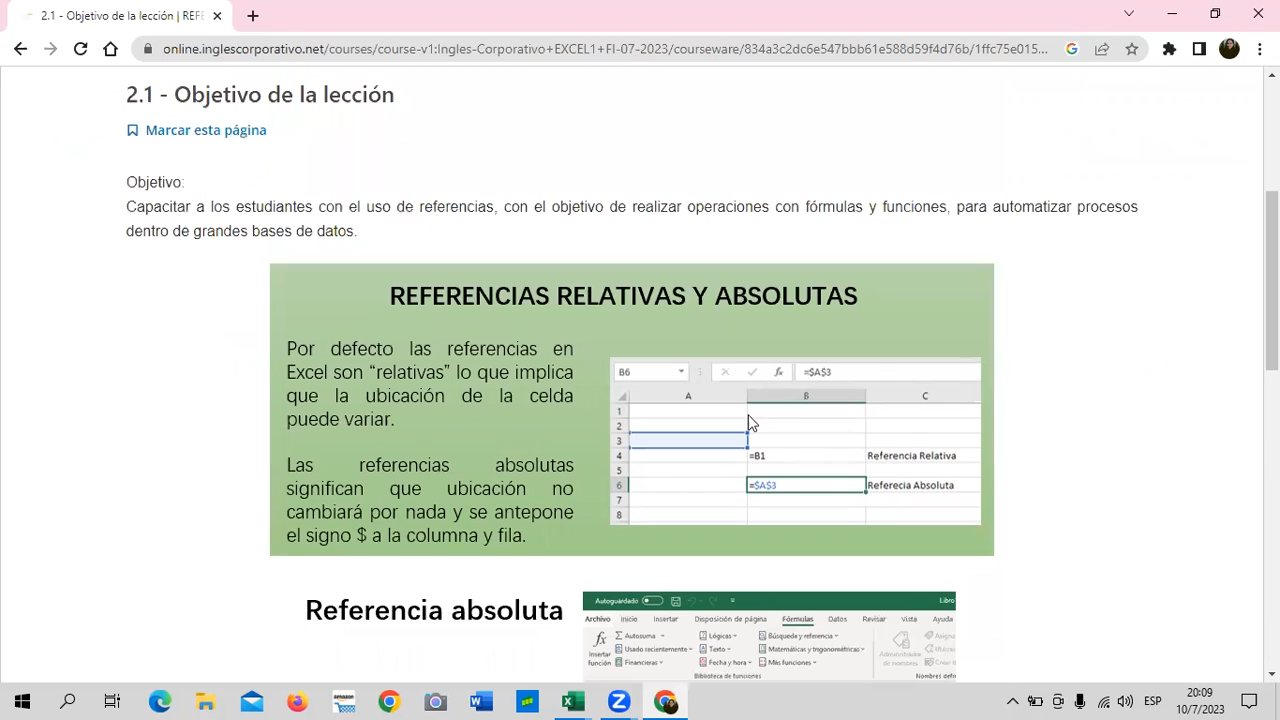 2.1 - Objetivo de la lección | REF
online.inglescorporativo.net/courses/course-v1:Ingles-Corporativo+EXCEL1+FI-07-2023/courseware/834a3c2dc6e547bbb61e588d59f4d76b/1ffc75e015...
2.1 - Objetivo de la lección
Marcar esta página
Objetivo:
Capacitar a los estudiantes con el uso de referencias, con el objetivo de realizar operaciones con fórmulas y funciones, para automatizar procesos
dentro de grandes bases de datos.
REFERENCIAS RELATIVAS Y ABSOLUTAS
Por defecto las referencias en
Excel son “relativas” lo que implica
que la ubicación de la celda
puede variar.
Las referencias absolutas
significan que ubicación no
cambiará por nada y se antepone
el signo $ a la columna y fila.
B6 fx =$A$3
A B C
1
2
3
4 =B1 Referencia Relativa
5
6 =$A$3 Referecia Absoluta
7
8
Referencia absoluta
Autoguardado Libro
Archivo Inicio Insertar Disposición de página Fórmulas Datos Revisar Vista Ayuda
fx Insertar función
Autosuma Lógicas Búsqueda y referencia
Usado recientemente Texto Matemáticas y trigonométricas
Financieras Fecha y hora Más funciones
Biblioteca de funciones
Administrador de nombres
ESP
20:09
10/7/2023